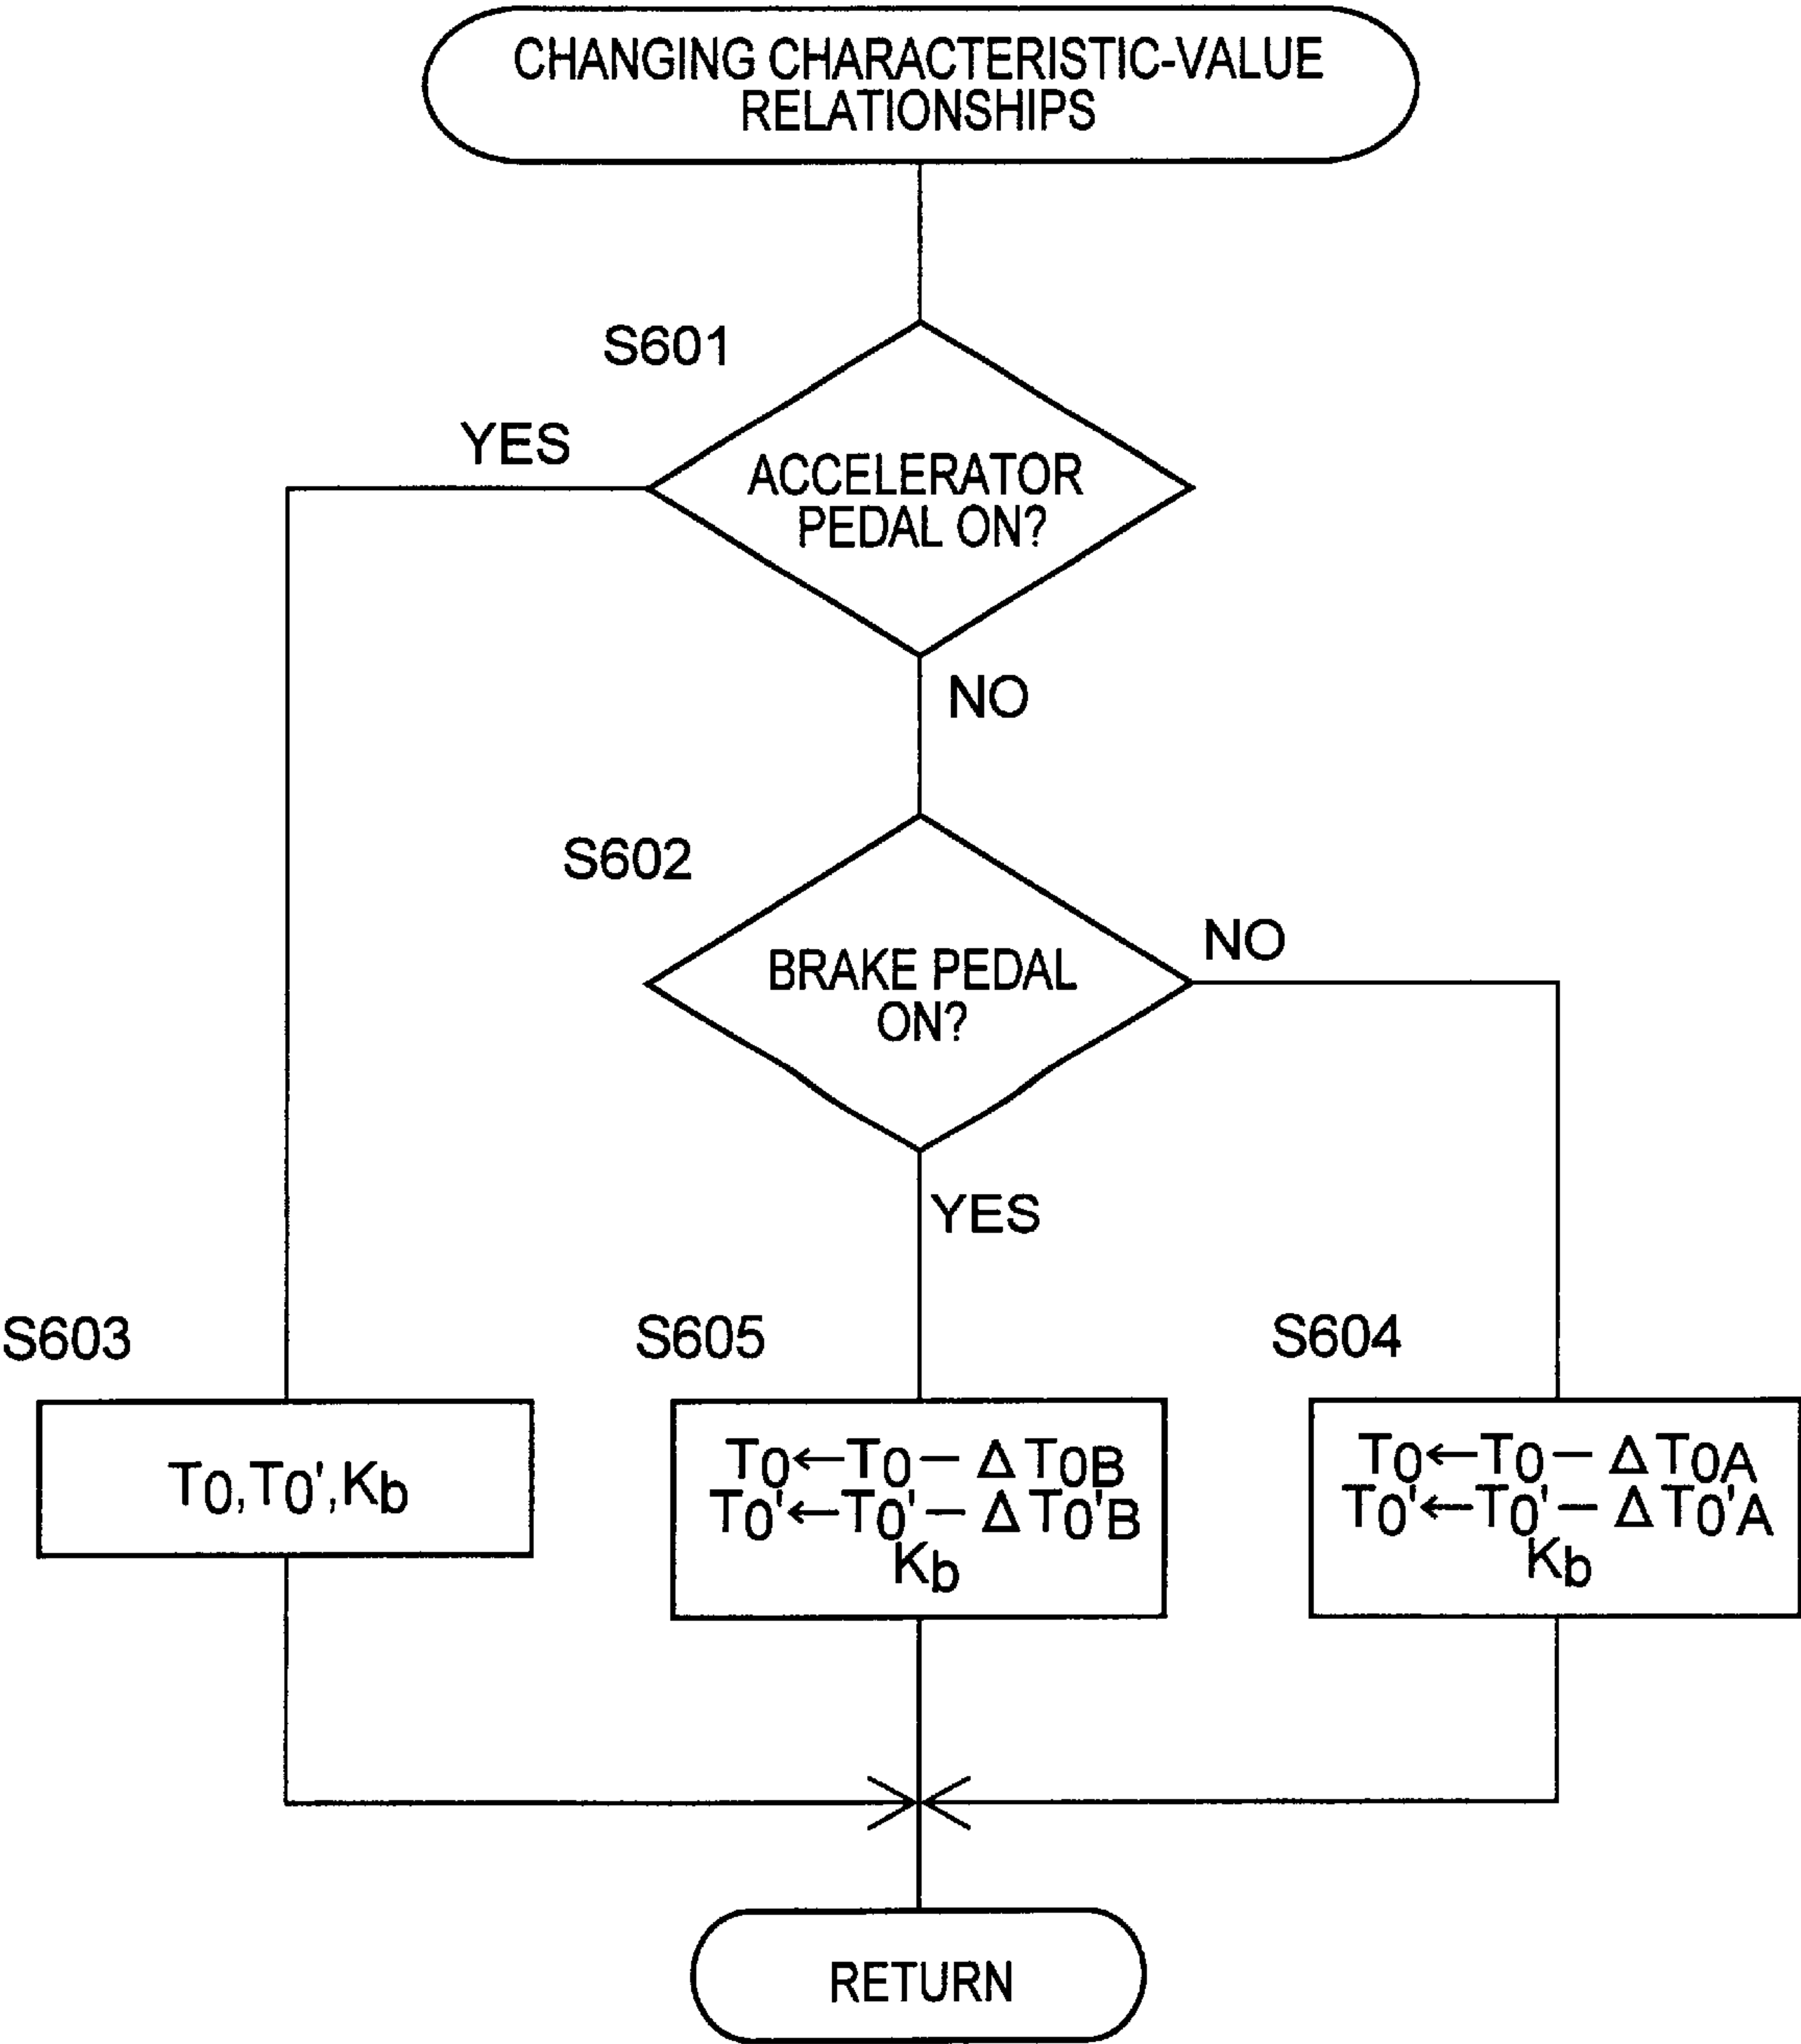 CHANGING CHARACTERISTIC-VALUE
RELATIONSHIPS
S601
YES
ACCELERATOR
PEDAL ON?
NO
S602
NO
BRAKE PEDAL
ON?
YES
S603
T0,T0',Kb
S605
T0←T0−ΔT0B
T0'←T0'−ΔT0'B
Kb
S604
T0←T0−ΔT0A
T0'←T0'−ΔT0'A
Kb
RETURN